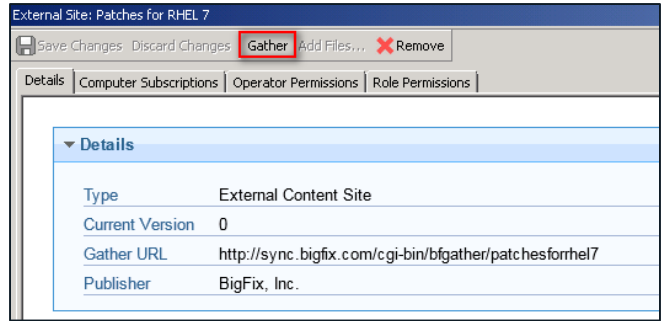 External Site: Patches for RHEL 7
Save Changes Discard Changes Gather Add Files... Remove
Details Computer Subscriptions Operator Permissions Role Permissions
Details
Type External Content Site
Current Version 0
Gather URL http://sync.bigfix.com/cgi-bin/bfgather/patchesforrhel7
Publisher BigFix, Inc.